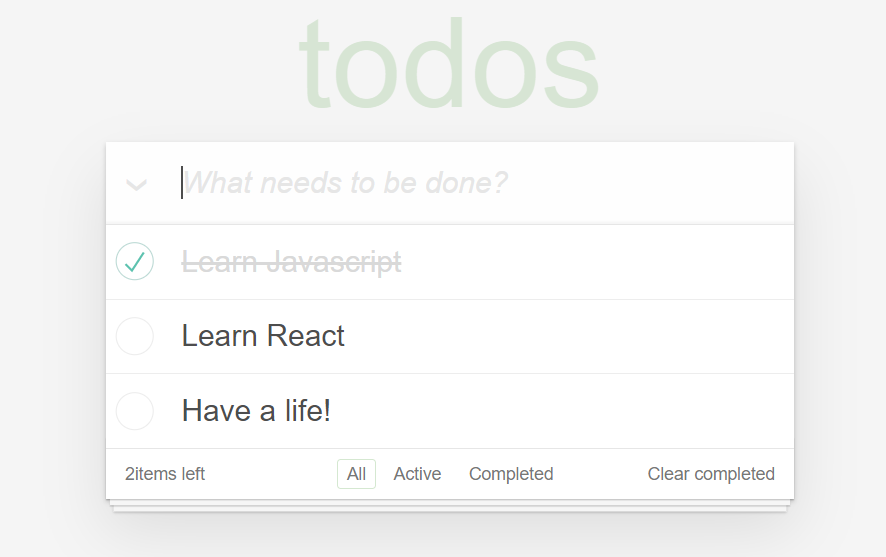 todos
What needs to be done?
Learn Javascript
Learn React
Have a life!
2items left All Active Completed Clear completed